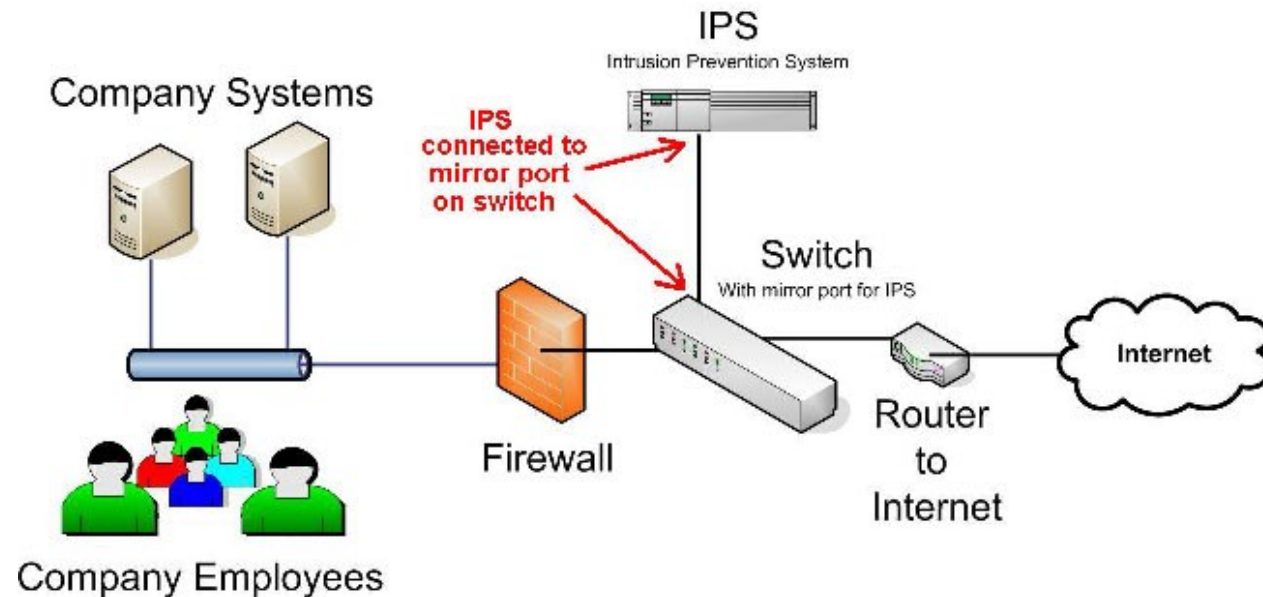 IPS
Intrusion Prevention System
Company Systems
IPS
connected to
mirror port
on switch
Switch
With mirror port for IPS
Internet
Firewall
Router
to
Internet
Company Employees